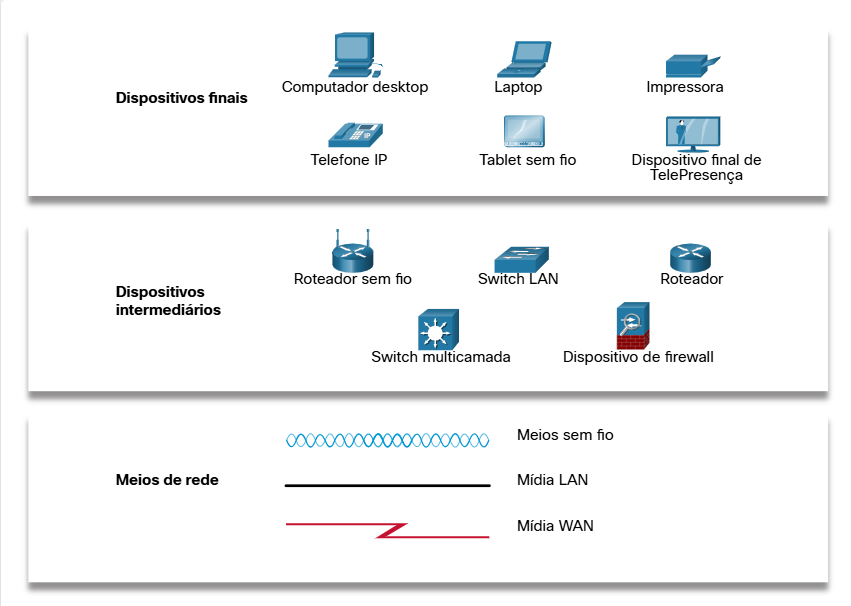 Dispositivos finais
Computador desktop
Laptop
Impressora
Telefone IP
Tablet sem fio
Dispositivo final de
TelePresença
Dispositivos
intermediários
Roteador sem fio
Switch LAN
Roteador
Switch multicamada
Dispositivo de firewall
Meios de rede
Meios sem fio
Mídia LAN
Mídia WAN